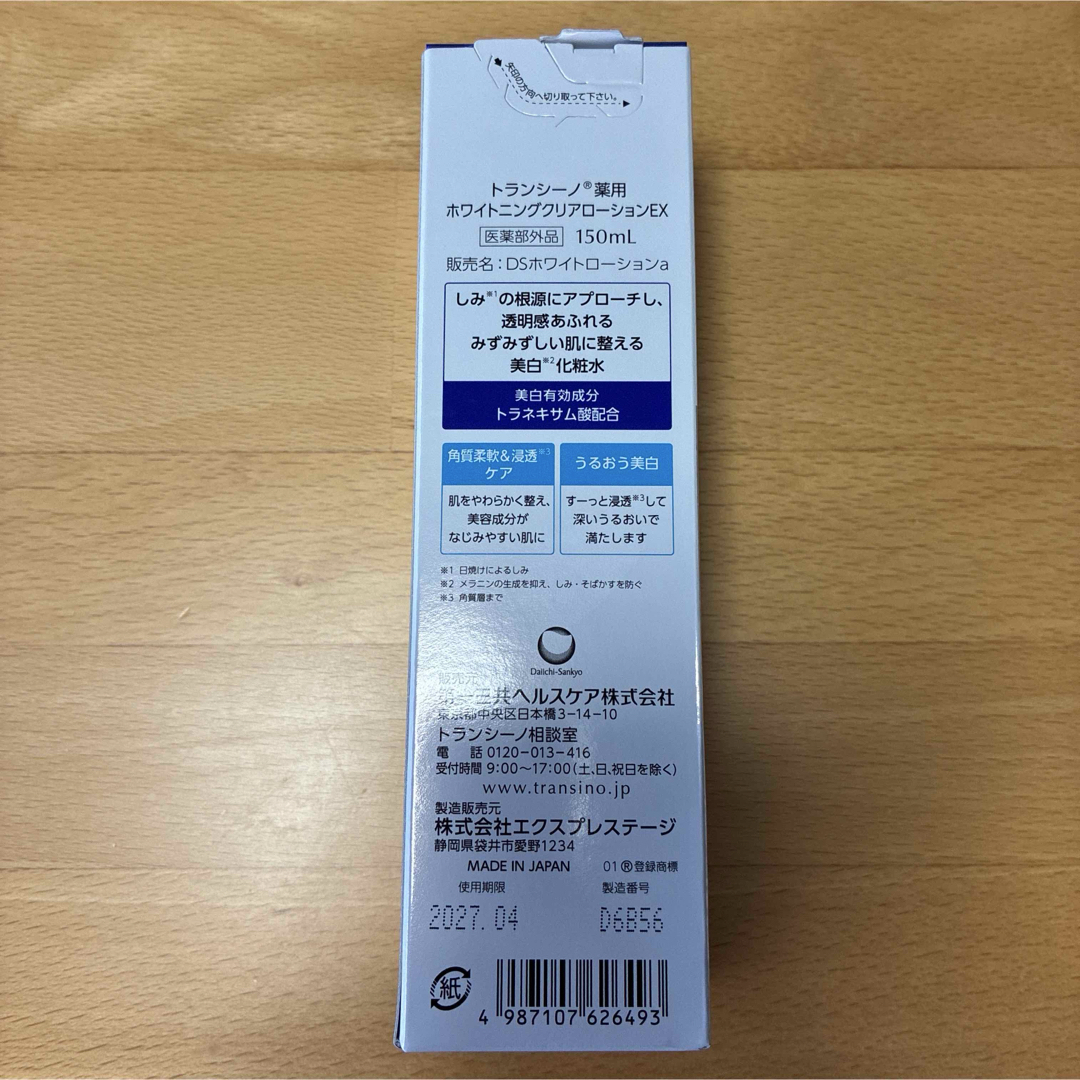 矢印の方向へ切り取って下さい。
トランシーノ®薬用
ホワイトニングクリアローションEX
医薬部外品 150mL
販売名：DSホワイトローションa
しみ※1の根源にアプローチし、
透明感あふれる
みずみずしい肌に整える
美白※2化粧水
美白有効成分
トラネキサム酸配合
角質柔軟&浸透※3
ケア
肌をやわらかく整え、
美容成分が
なじみやすい肌に
うるおう美白
すーっと浸透※3して
深いうるおいで
満たします
※1 日焼けによるしみ
※2 メラニンの生成を抑え、しみ・そばかすを防ぐ
※3 角質層まで
Daiichi-Sankyo
販売元
第一三共ヘルスケア株式会社
東京都中央区日本橋3-14-10
トランシーノ相談室
電 話 0120-013-416
受付時間 9:00〜17:00(土、日、祝日を除く)
www.transino.jp
製造販売元
株式会社エクスプレステージ
静岡県袋井市愛野1234
MADE IN JAPAN 01 ®登録商標
使用期限 製造番号
2027.04 D6B56
紙
4 987107 626493